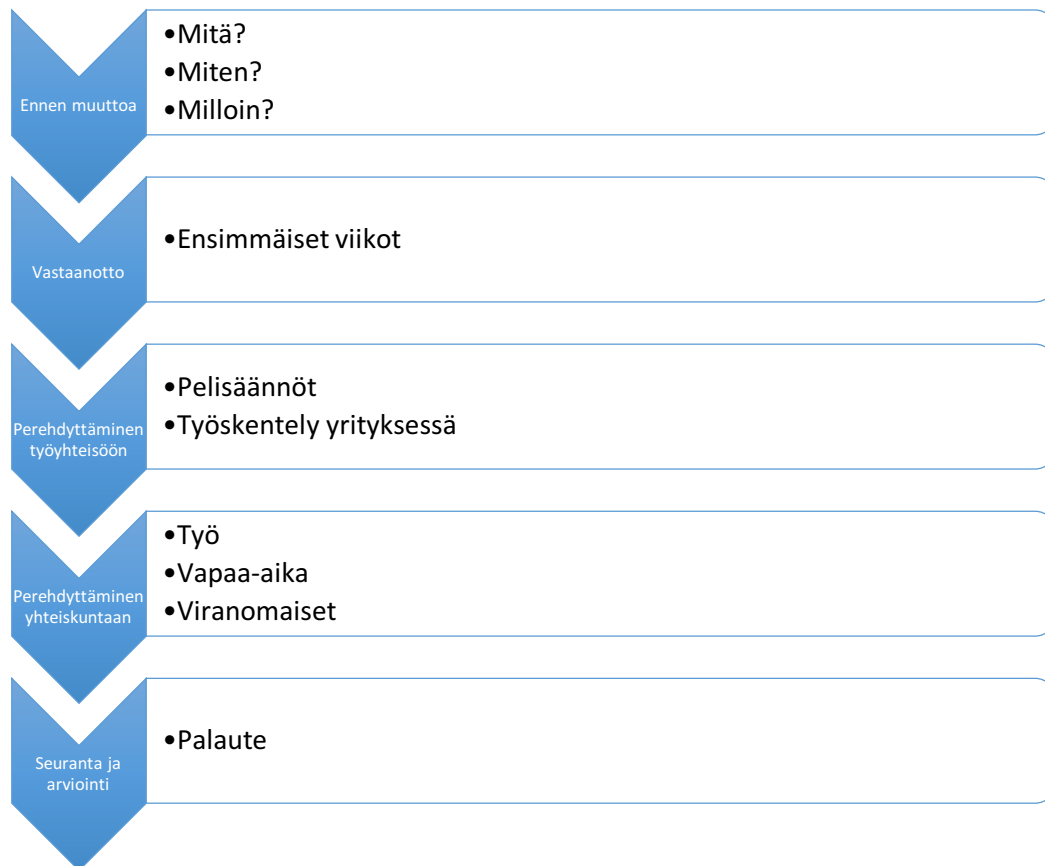 Ennen muuttoa
•Mitä?
•Miten?
•Milloin?
Vastaanotto
•Ensimmäiset viikot
Perehdyttäminen
työyhteisöön
•Pelisäännöt
•Työskentely yrityksessä
Perehdyttäminen
yhteiskuntaan
•Työ
•Vapaa-aika
•Viranomaiset
Seuranta ja
arviointi
•Palaute